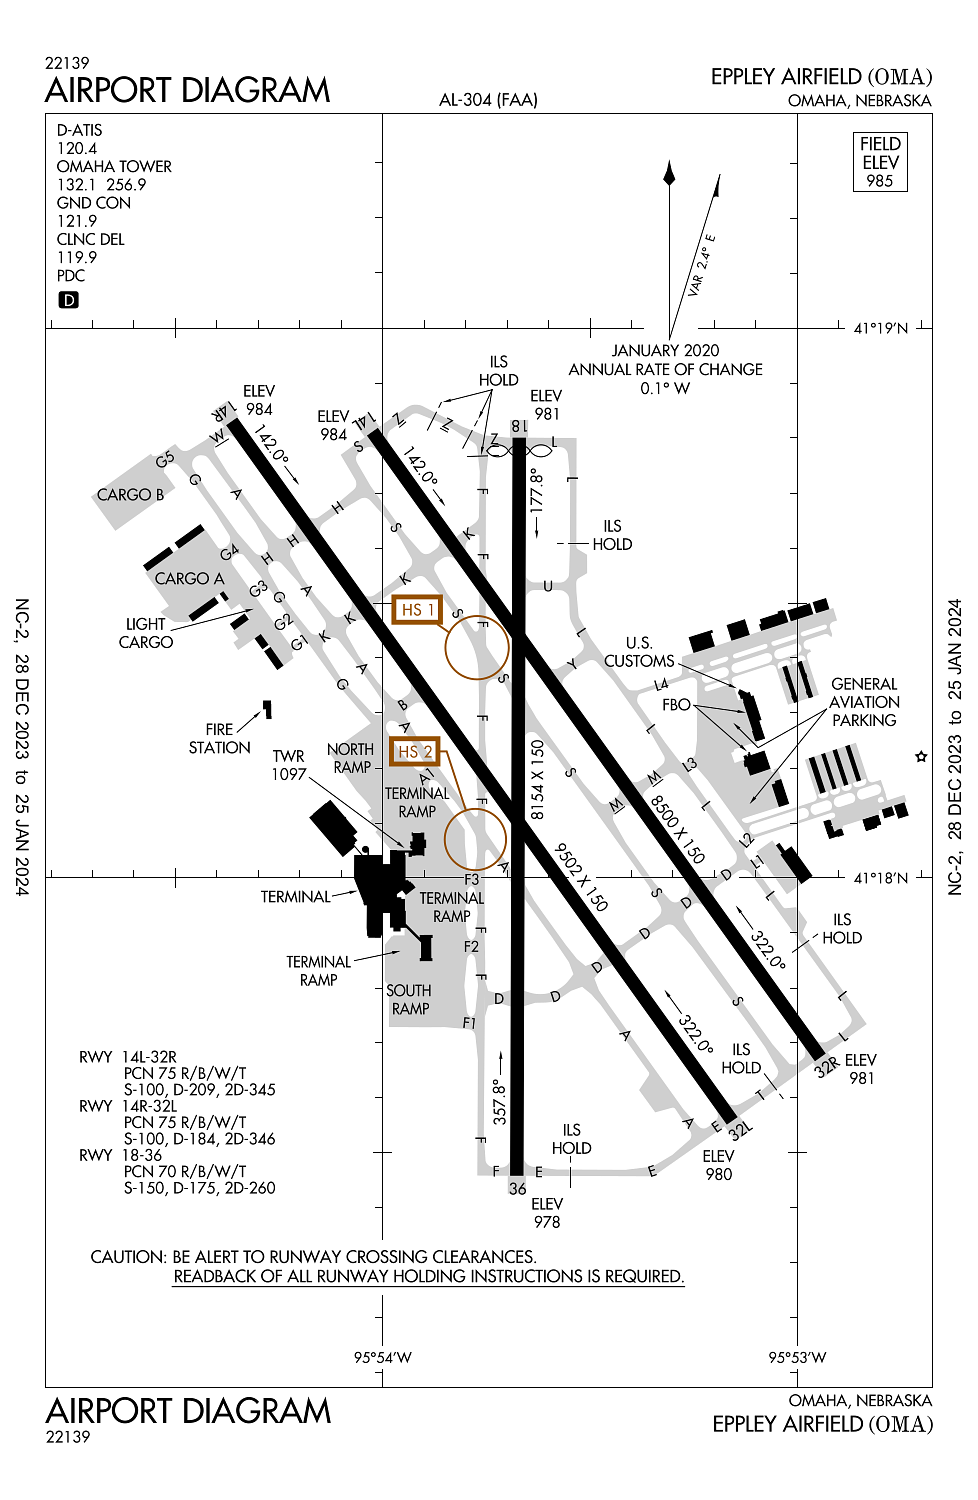 22139
AIRPORT DIAGRAM
AL-304 (FAA)
EPPLEY AIRFIELD (OMA)
OMAHA, NEBRASKA
D-ATIS
120.4
OMAHA TOWER
132.1 256.9
GND CON
121.9
CLNC DEL
119.9
PDC
D
FIELD
ELEV
985
VAR 2.4° E
JANUARY 2020
ANNUAL RATE OF CHANGE
0.1° W
41°19'N
ILS
HOLD
ELEV
984
ELEV
984
ELEV
981
14R
14L
18
W
S
Z
Z
Z
L
142.0°
142.0°
177.8°
G5
G
A
CARGO B
H
H
H
S
K
F
F
L
ILS
HOLD
G4
G3
G
G2
G1
CARGO A
A
K
K
K
U
HS 1
S
F
LIGHT
CARGO
L
Y
S
U.S.
CUSTOMS
L4
FBO
GENERAL
AVIATION
PARKING
A
G
B
A
FIRE
STATION
TWR
1097
NORTH
RAMP
HS 2
A1
TERMINAL
RAMP
F
F
8154 X 150
S
L
M
M
L3
L
8500 X 150
L2
L1
9502 X 150
A
F3
41°18'N
TERMINAL
TERMINAL
RAMP
S
D
D
L
D
ILS
HOLD
322.0°
F
F2
TERMINAL
RAMP
F
D
D
D
SOUTH
RAMP
F1
A
S
L
L
322.0°
ILS
HOLD
32R
ELEV
981
357.8°
T
A
E
32L
ELEV
980
F
F
E
E
ILS
HOLD
36
ELEV
978
RWY 14L-32R
PCN 75 R/B/W/T
S-100, D-209, 2D-345
RWY 14R-32L
PCN 75 R/B/W/T
S-100, D-184, 2D-346
RWY 18-36
PCN 70 R/B/W/T
S-150, D-175, 2D-260
CAUTION: BE ALERT TO RUNWAY CROSSING CLEARANCES.
READBACK OF ALL RUNWAY HOLDING INSTRUCTIONS IS REQUIRED.
95°54'W
95°53'W
NC-2, 28 DEC 2023 to 25 JAN 2024
NC-2, 28 DEC 2023 to 25 JAN 2024
AIRPORT DIAGRAM
22139
OMAHA, NEBRASKA
EPPLEY AIRFIELD (OMA)